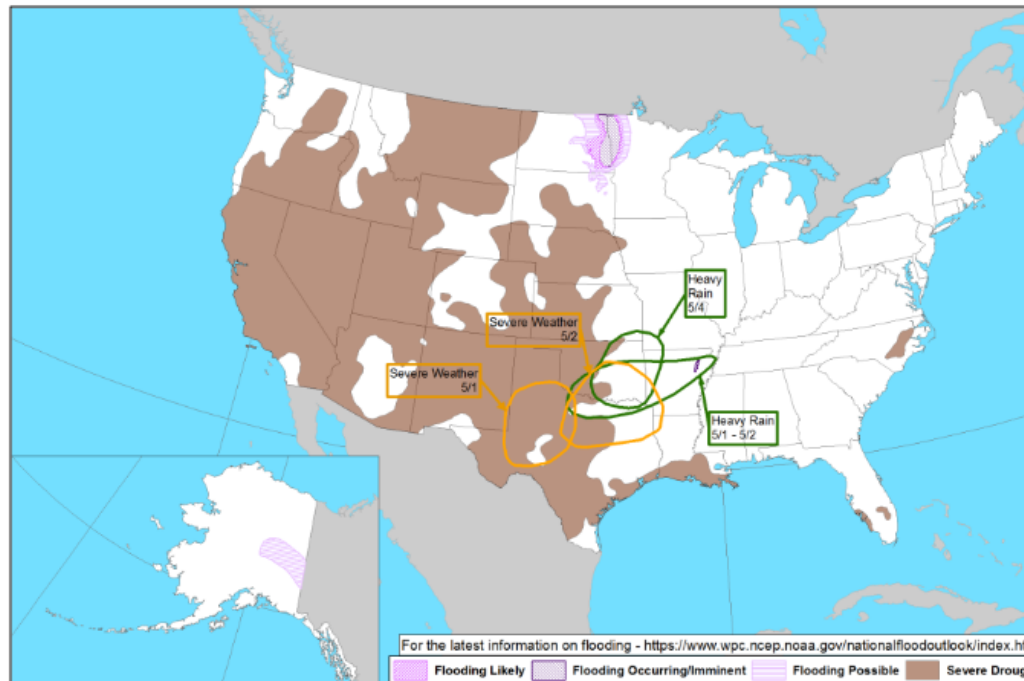 Heavy
Rain
5/4
Severe Weather
5/2
Severe Weather
5/1
Heavy Rain
5/1 - 5/2
For the latest information on flooding - https://www.wpc.ncep.noaa.gov/nationalfloodoutlook/index.ht
Flooding Likely
Flooding Occurring/Imminent
Flooding Possible
Severe Droug